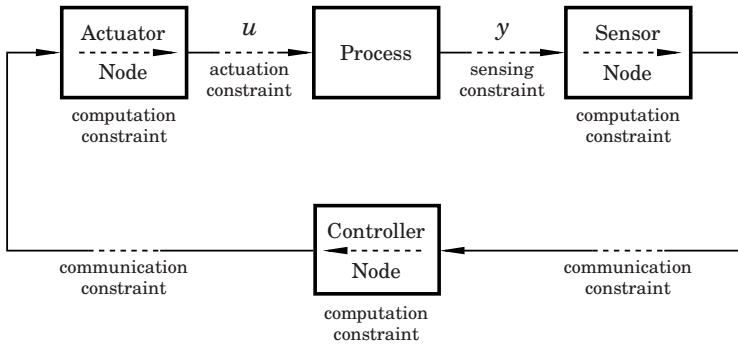 Actuator
Node
computation
constraint
u
actuation
constraint
Process
y
sensing
constraint
Sensor
Node
computation
constraint
communication
constraint
Controller
Node
computation
constraint
communication
constraint